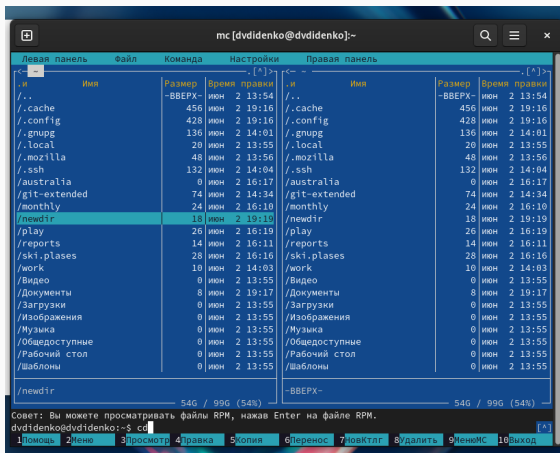 mc [dvdidenko@dvdidenko]:~
Левая панель Файл Команда Настройки Правая панель
<- ~ .[^]> <- ~ .[^]>
.и Имя Размер Время правки .и Имя Размер Время правки
/.. -ВВЕРХ- июн 2 13:54 /.. -ВВЕРХ- июн 2 13:54
/.cache 456 июн 2 19:16 /.cache 456 июн 2 19:16
/.config 428 июн 2 19:16 /.config 428 июн 2 19:16
/.gnupg 136 июн 2 14:01 /.gnupg 136 июн 2 14:01
/.local 20 июн 2 13:55 /.local 20 июн 2 13:55
/.mozilla 48 июн 2 13:56 /.mozilla 48 июн 2 13:56
/.ssh 132 июн 2 14:04 /.ssh 132 июн 2 14:04
/australia 0 июн 2 16:17 /australia 0 июн 2 16:17
/git-extended 74 июн 2 14:34 /git-extended 74 июн 2 14:34
/monthly 24 июн 2 16:10 /monthly 24 июн 2 16:10
/newdir 18 июн 2 19:19 /newdir 18 июн 2 19:19
/play 26 июн 2 16:19 /play 26 июн 2 16:19
/reports 14 июн 2 16:11 /reports 14 июн 2 16:11
/ski.plases 28 июн 2 16:16 /ski.plases 28 июн 2 16:16
/work 10 июн 2 14:03 /work 10 июн 2 14:03
/Видео 0 июн 2 13:55 /Видео 0 июн 2 13:55
/Документы 8 июн 2 19:17 /Документы 8 июн 2 19:17
/Загрузки 0 июн 2 13:55 /Загрузки 0 июн 2 13:55
/Изображения 0 июн 2 13:55 /Изображения 0 июн 2 13:55
/Музыка 0 июн 2 13:55 /Музыка 0 июн 2 13:55
/Общедоступные 0 июн 2 13:55 /Общедоступные 0 июн 2 13:55
/Рабочий стол 0 июн 2 13:55 /Рабочий стол 0 июн 2 13:55
/Шаблоны 0 июн 2 13:55 /Шаблоны 0 июн 2 13:55
/newdir -ВВЕРХ-
54G / 99G (54%) 54G / 99G (54%)
Совет: Вы можете просматривать файлы RPM, нажав Enter на файле RPM.
dvdidenko@dvdidenko:~$ cd [^]
1Помощь 2Меню 3Просмотр 4Правка 5Копия 6Перенос 7НовКтлг 8Удалить 9МенюМС 10Выход